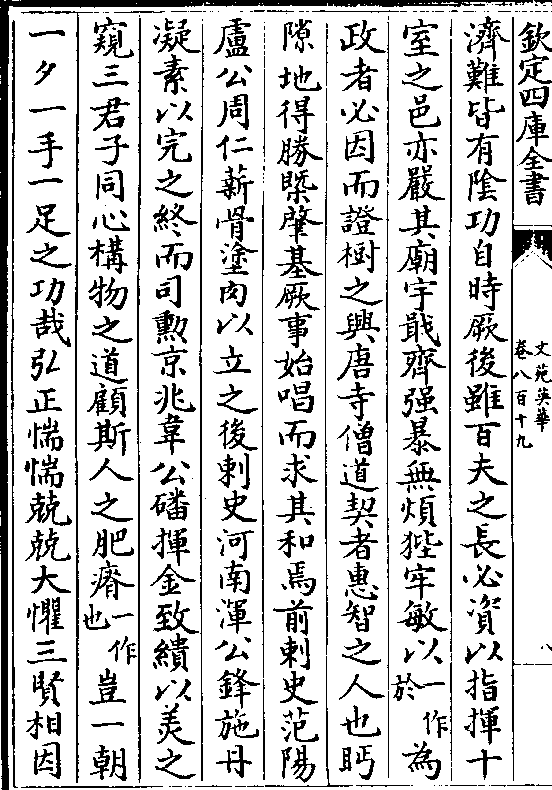 欽定四庫全書
文苑英華
卷八百十九
八
濟難皆有陰功自時厥後雖百夫之長必資以指揮十
室之邑亦嚴其廟宇戢齊强暴無煩狴牢敏以一作於為
政者必因而證樹之興唐寺僧道契者惠智之人也眄
隙地得勝槩肇基厥事始唱而求其和焉前刺史范陽
盧公周仁薪骨塗肉以立之後刺史河南渾公鋒施丹
凝素以完之終而司勳京兆韋公磻揮金致績以羙之
窺三君子同心構物之道顧斯人之肥瘠一作也豈一朝
一夕一手一足之功哉弘正惴惴兢兢大懼三賢相因